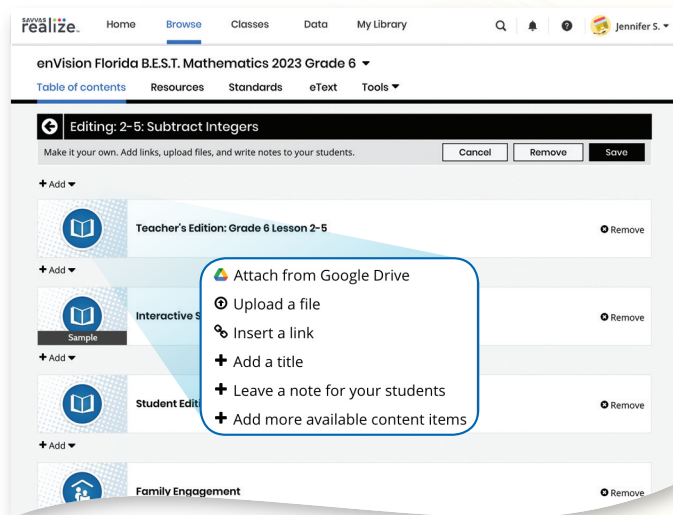 SAVVAS
realize™ Home Browse Classes Data My Library Jennifer S.
enVision Florida B.E.S.T. Mathematics 2023 Grade 6
Table of contents Resources Standards eText Tools
Editing: 2-5: Subtract Integers
Make it your own. Add links, upload files, and write notes to your students. Cancel Remove Save
+ Add
Teacher's Edition: Grade 6 Lesson 2-5 Remove
+ Add
Attach from Google Drive
Upload a file
Interactive S Remove
Sample
Insert a link
+ Add
+ Add a title
+ Leave a note for your students
Student Editi Remove
+ Add more available content items
+ Add
Family Engagement Remove